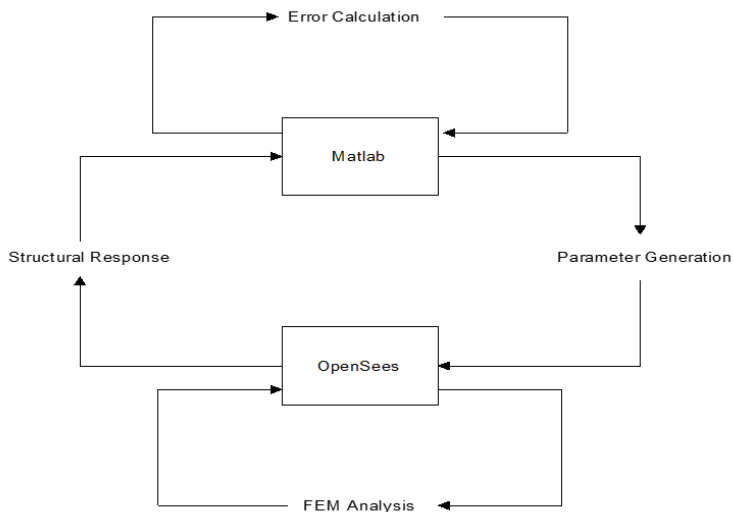 Error Calculation
Matlab
Structural Response
Parameter Generation
OpenSees
FEM Analysis